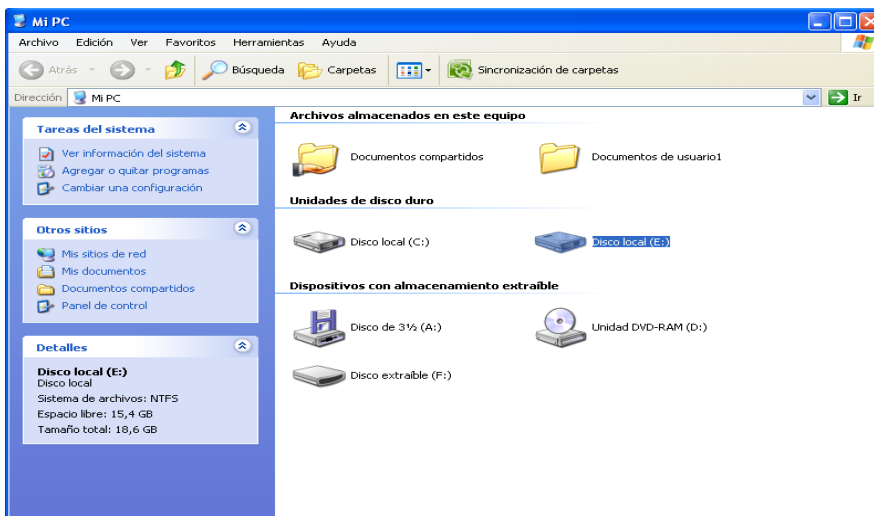 Mi PC
Archivo Edición Ver Favoritos Herramientas Ayuda
Atrás Búsqueda Carpetas Sincronización de carpetas
Dirección Mi PC Ir
Tareas del sistema
Ver información del sistema
Agregar o quitar programas
Cambiar una configuración
Otros sitios
Mis sitios de red
Mis documentos
Documentos compartidos
Panel de control
Detalles
Disco local (E:)
Disco local
Sistema de archivos: NTFS
Espacio libre: 15,4 GB
Tamaño total: 18,6 GB
Archivos almacenados en este equipo
Documentos compartidos Documentos de usuario1
Unidades de disco duro
Disco local (C:) Disco local (E:)
Dispositivos con almacenamiento extraíble
Disco de 3½ (A:) Unidad DVD-RAM (D:)
Disco extraíble (F:)